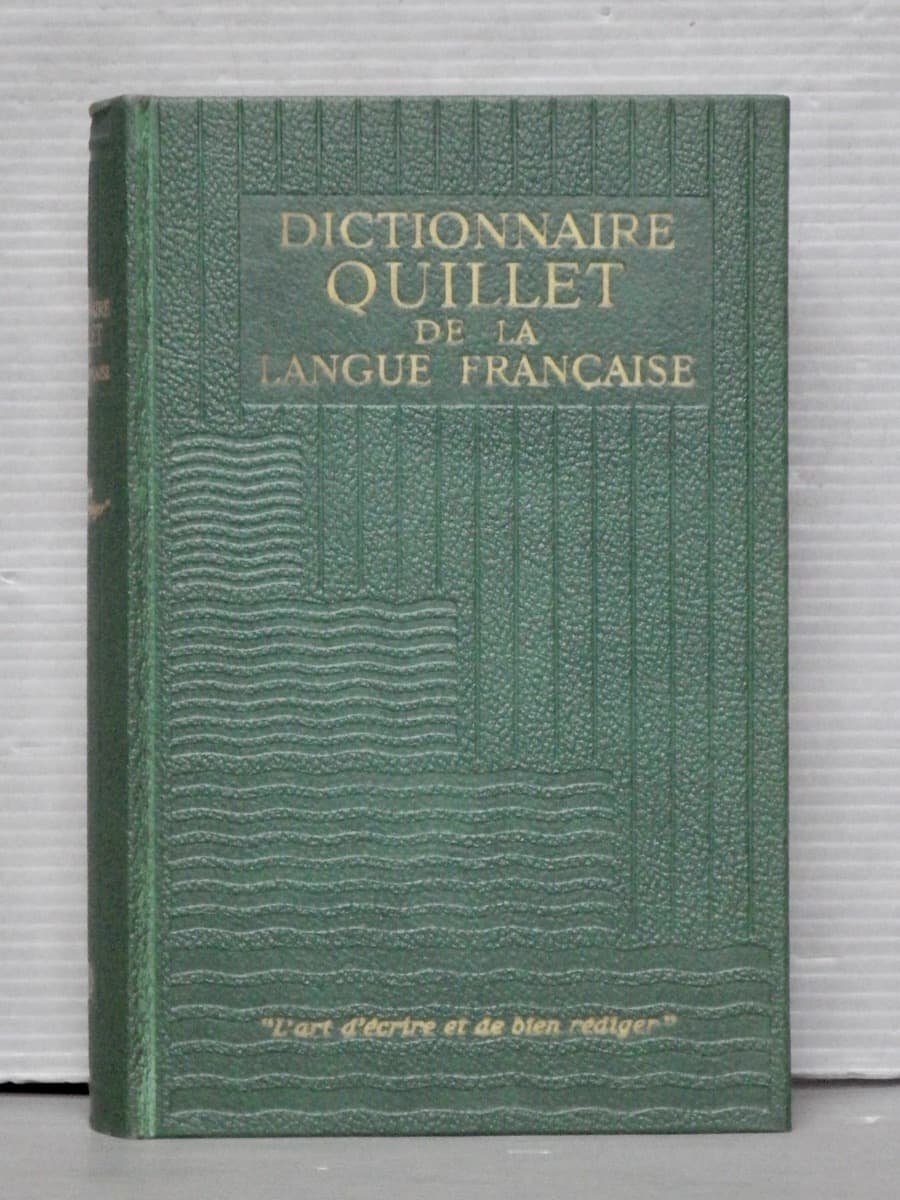 DICTIONNAIRE
QUILLET
DE LA
LANGUE FRANÇAISE
"L'art d'écrire et de bien rédiger"